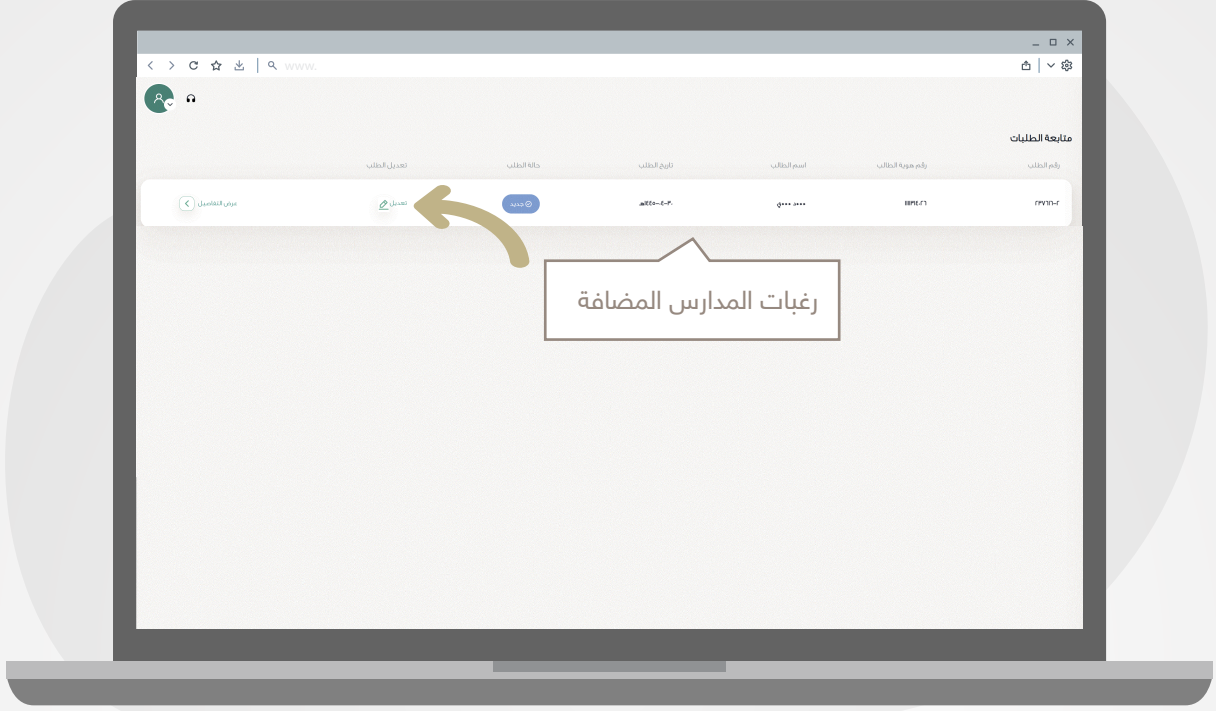 www.
متابعة الطلبات
رقم الطلب رقم هوية الطالب اسم الطالب تاريخ الطلب حالة الطلب تعديل الطلب
جديد تعديل عرض التفاصيل
رغبات المدارس المضافة